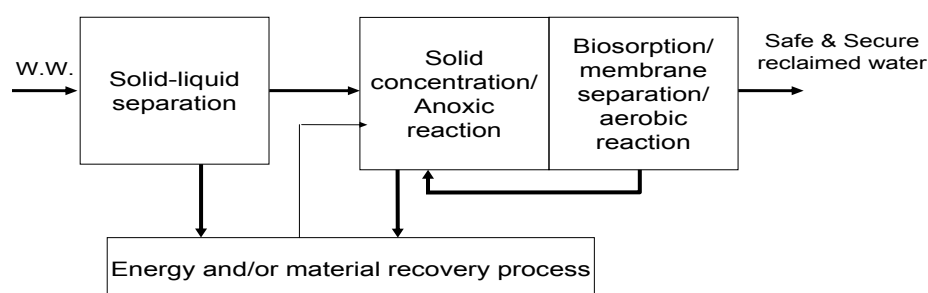 W.W.
Solid-liquid
separation
Solid
concentration/
Anoxic
reaction
Biosorption/
membrane
separation/
aerobic
reaction
Safe & Secure
reclaimed water
Energy and/or material recovery process